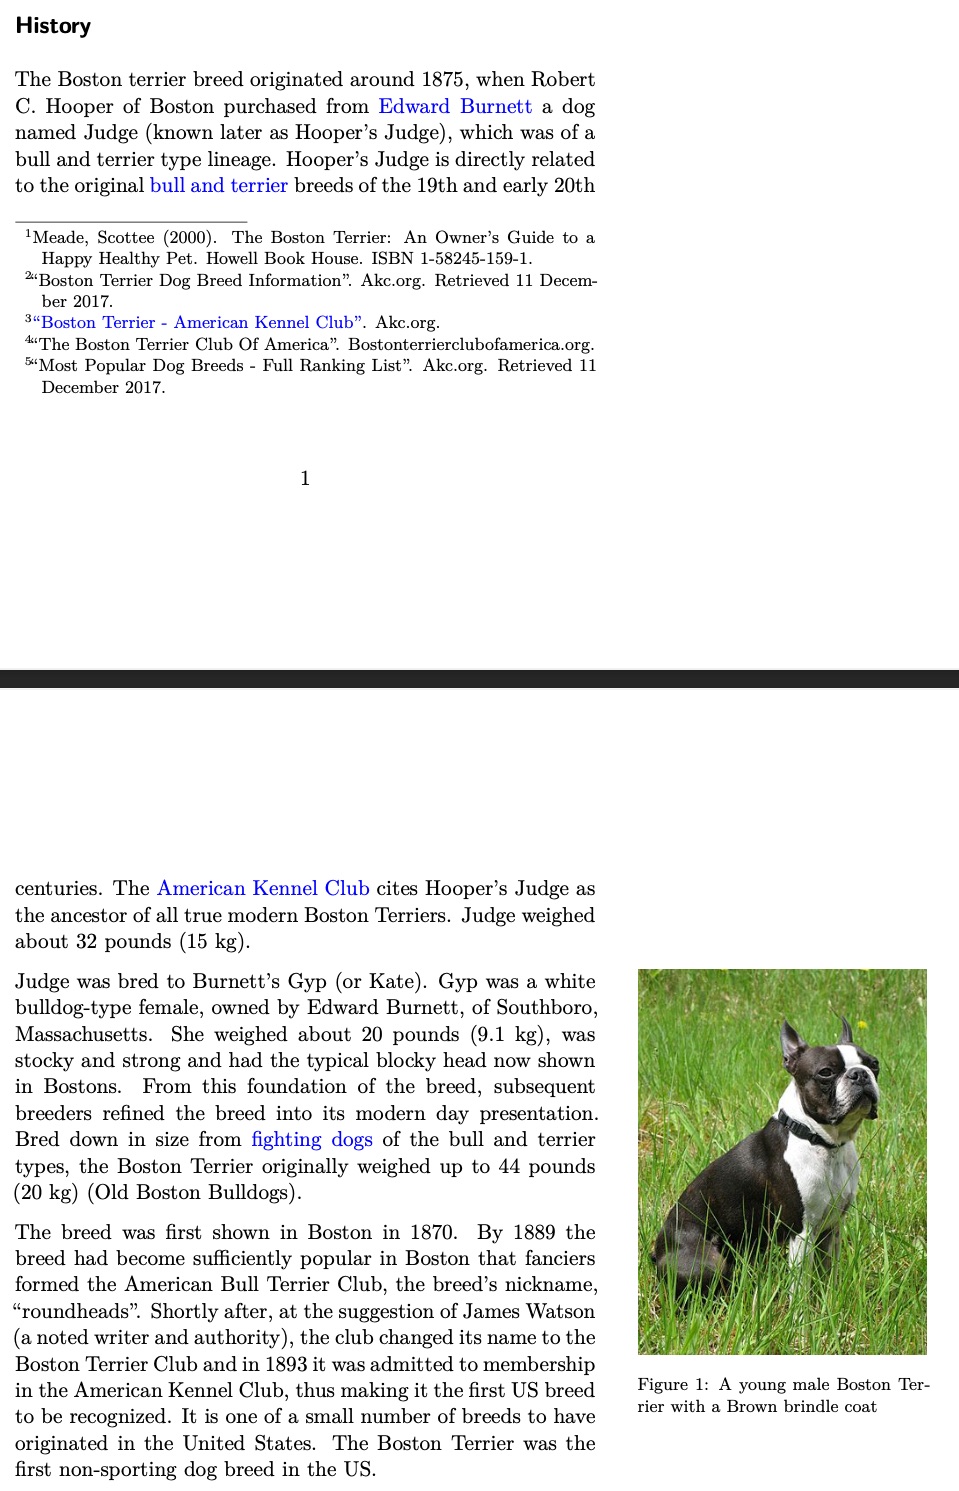 History
The Boston terrier breed originated around 1875, when Robert
C. Hooper of Boston purchased from Edward Burnett a dog
named Judge (known later as Hooper's Judge), which was of a
bull and terrier type lineage. Hooper's Judge is directly related
to the original bull and terrier breeds of the 19th and early 20th
1Meade, Scottee (2000). The Boston Terrier: An Owner's Guide to a
Happy Healthy Pet. Howell Book House. ISBN 1-58245-159-1.
2“Boston Terrier Dog Breed Information”. Akc.org. Retrieved 11 Decem-
ber 2017.
3“Boston Terrier - American Kennel Club”. Akc.org.
4“The Boston Terrier Club Of America”. Bostonterrierclubofamerica.org.
5“Most Popular Dog Breeds - Full Ranking List”. Akc.org. Retrieved 11
December 2017.
1
centuries. The American Kennel Club cites Hooper's Judge as
the ancestor of all true modern Boston Terriers. Judge weighed
about 32 pounds (15 kg).
Judge was bred to Burnett's Gyp (or Kate). Gyp was a white
bulldog-type female, owned by Edward Burnett, of Southboro,
Massachusetts. She weighed about 20 pounds (9.1 kg), was
stocky and strong and had the typical blocky head now shown
in Bostons. From this foundation of the breed, subsequent
breeders refined the breed into its modern day presentation.
Bred down in size from fighting dogs of the bull and terrier
types, the Boston Terrier originally weighed up to 44 pounds
(20 kg) (Old Boston Bulldogs).
The breed was first shown in Boston in 1870. By 1889 the
breed had become sufficiently popular in Boston that fanciers
formed the American Bull Terrier Club, the breed's nickname,
“roundheads”. Shortly after, at the suggestion of James Watson
(a noted writer and authority), the club changed its name to the
Boston Terrier Club and in 1893 it was admitted to membership
in the American Kennel Club, thus making it the first US breed
to be recognized. It is one of a small number of breeds to have
originated in the United States. The Boston Terrier was the
first non-sporting dog breed in the US.
Figure 1: A young male Boston Ter-
rier with a Brown brindle coat